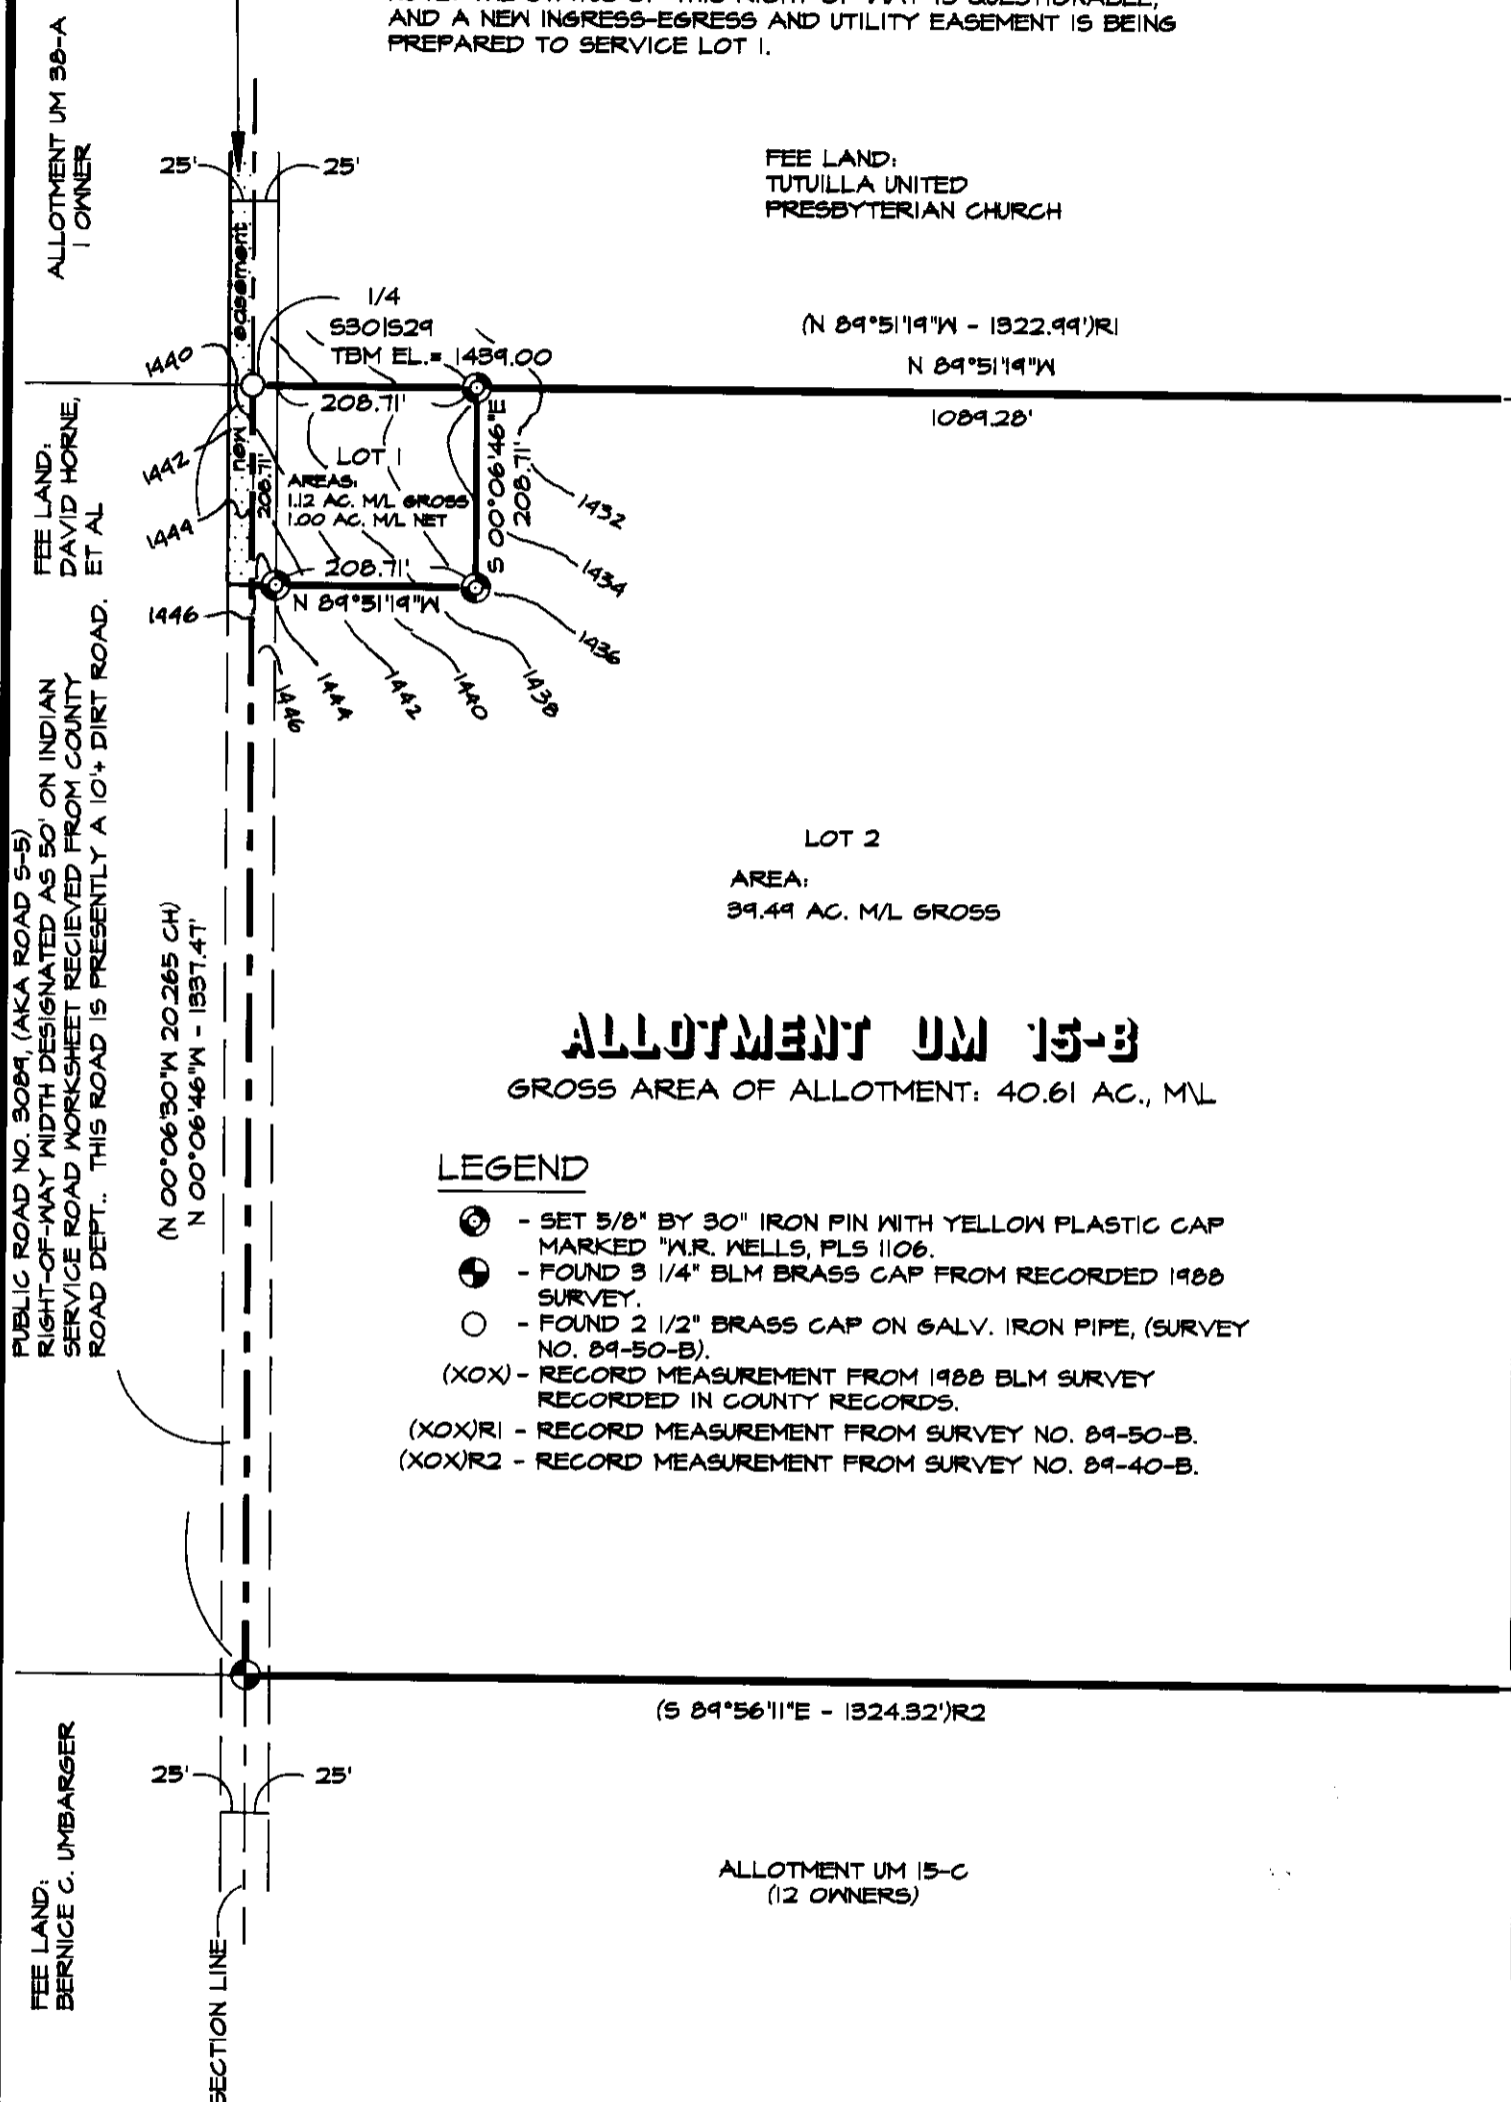 AND A NEW INGRESS-EGRESS AND UTILITY EASEMENT IS BEING
PREPARED TO SERVICE LOT 1.
ALLOTMENT UM 38-A
1 OWNER
25'
25'
FEE LAND:
TUTUILLA UNITED
PRESBYTERIAN CHURCH
new easement
1/4
S30|S29
TBM EL.= 1439.00
(N 89°51'19"W - 1322.99')R1
N 89°51'19"W
1089.28'
1440
1442
1444
1446
208.71'
208.71'
LOT 1
AREAS:
1.12 AC. M/L GROSS
1.00 AC. M/L NET
208.71'
N 89°51'19"W
S 00°06'46"E
208.71'
1432
1434
1436
1438
1440
1442
1444
1446
FEE LAND:
DAVID HORNE,
ET AL
PUBLIC ROAD NO. 3089, (AKA ROAD S-5)
RIGHT-OF-WAY WIDTH DESIGNATED AS 50' ON INDIAN
SERVICE ROAD WORKSHEET RECIEVED FROM COUNTY
ROAD DEPT.. THIS ROAD IS PRESENTLY A 10'+ DIRT ROAD.
(N 00°06'30"W 20.265 CH)
N 00°06'46"W - 1337.47'
LOT 2
AREA:
39.49 AC. M/L GROSS
ALLOTMENT UM 15-B
GROSS AREA OF ALLOTMENT: 40.61 AC., M\L
LEGEND
- SET 5/8" BY 30" IRON PIN WITH YELLOW PLASTIC CAP
MARKED "W.R. WELLS, PLS 1106.
- FOUND 3 1/4" BLM BRASS CAP FROM RECORDED 1988
SURVEY.
- FOUND 2 1/2" BRASS CAP ON GALV. IRON PIPE, (SURVEY
NO. 89-50-B).
(XOX) - RECORD MEASUREMENT FROM 1988 BLM SURVEY
RECORDED IN COUNTY RECORDS.
(XOX)R1 - RECORD MEASUREMENT FROM SURVEY NO. 89-50-B.
(XOX)R2 - RECORD MEASUREMENT FROM SURVEY NO. 89-40-B.
(S 89°56'11"E - 1324.32')R2
25'
25'
FEE LAND:
BERNICE C. UMBARGER
SECTION LINE
ALLOTMENT UM 15-C
(12 OWNERS)